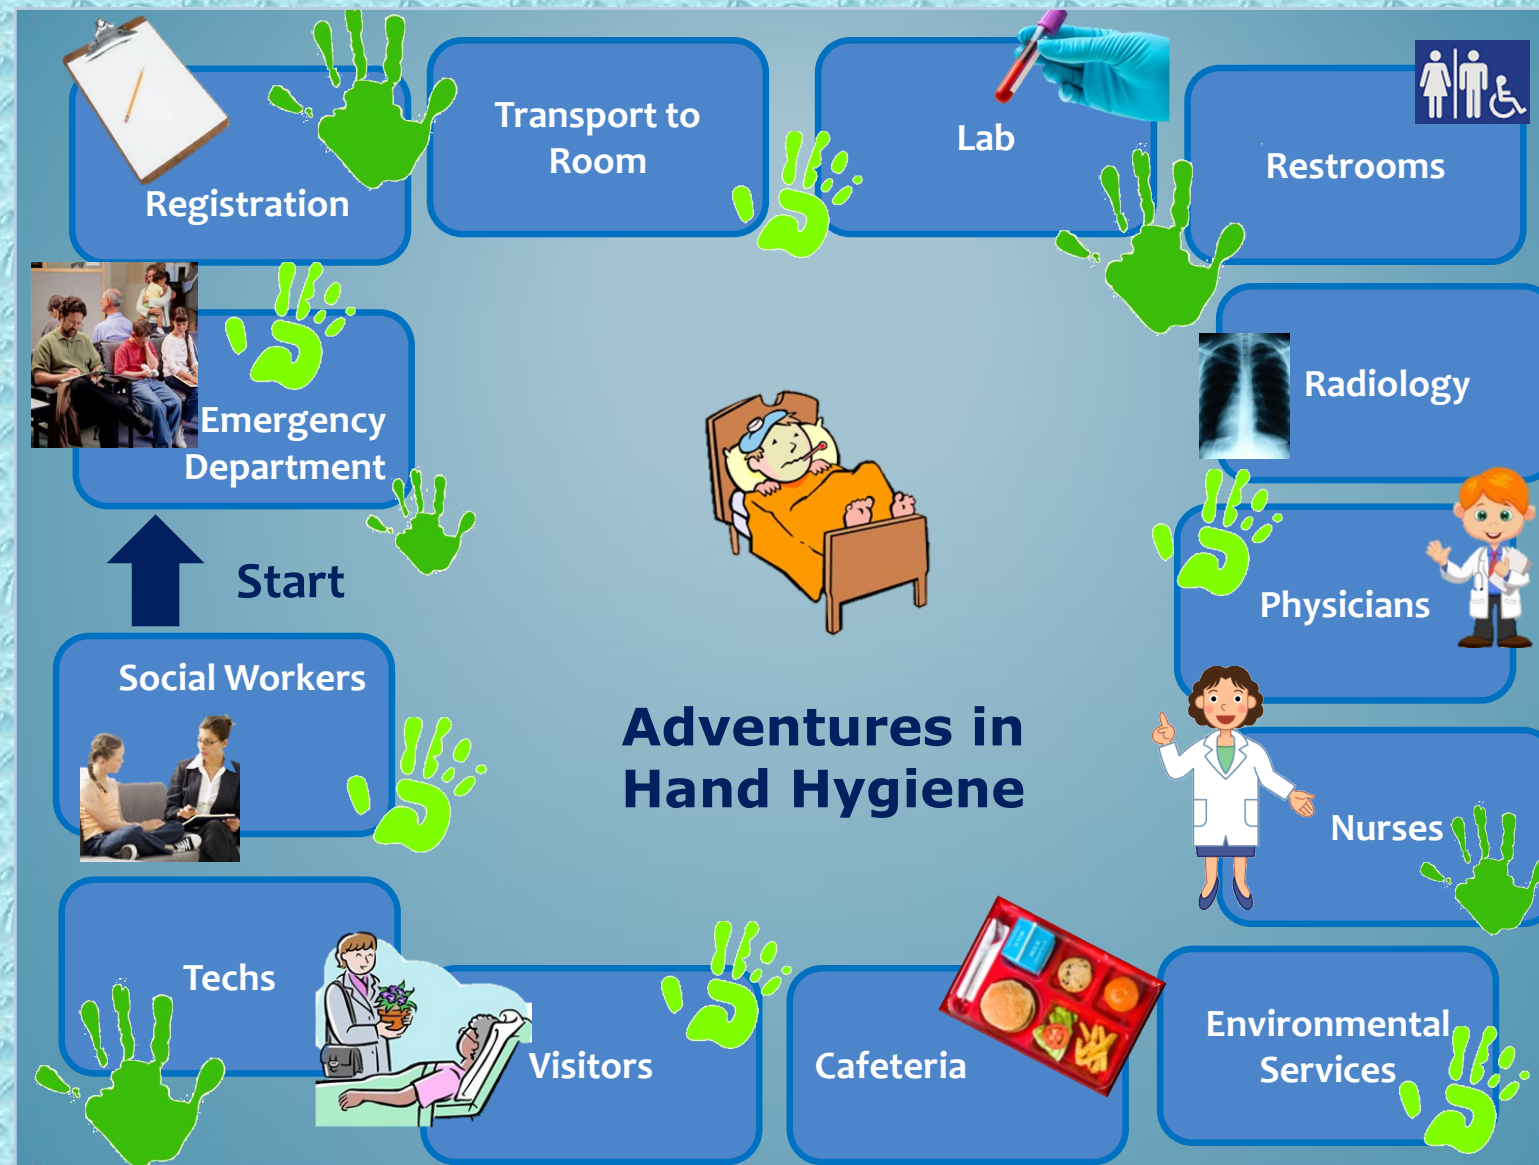 Transport to
Room
Lab
Restrooms
Registration
Radiology
Emergency
Department
Start
Physicians
Social Workers
Adventures in
Hand Hygiene
Nurses
Techs
Visitors
Cafeteria
Environmental
Services